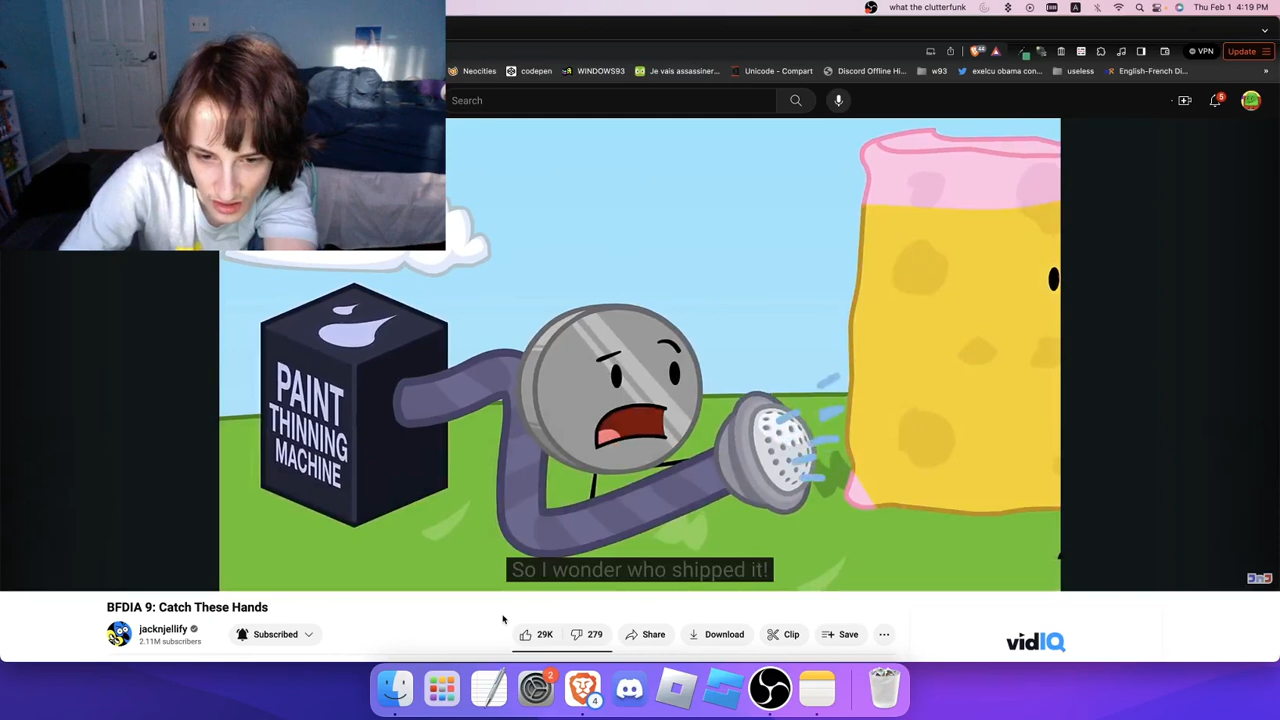 what the clutterfunk
A
Thu Feb 1 4:19 PM
44
VPN
Update
Neocities
codepen
WINDOWS93
Je vais assassiner...
Unicode - Compart
Discord Offline Hi...
w93
exelcu obama con...
useless
English-French Di...
»
Search
5
PAINT
THINNING
MACHINE
So I wonder who shipped it!
BFDIA 9: Catch These Hands
jacknjellify
2.11M subscribers
Subscribed
29K
279
Share
Download
Clip
Save
...
vidIQ
2
4